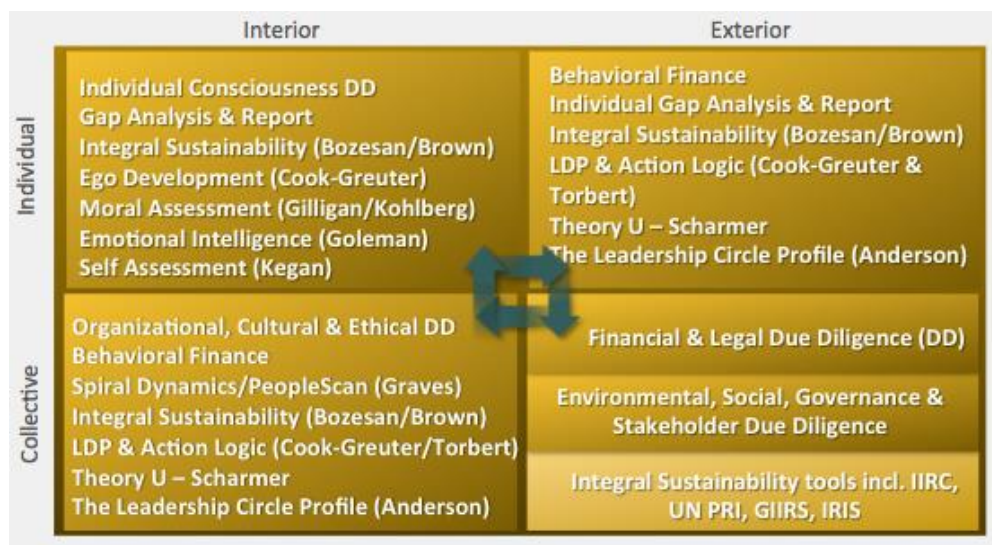 Interior
Exterior
Individual
Individual Consciousness DD
Gap Analysis & Report
Integral Sustainability (Bozesan/Brown)
Ego Development (Cook-Greuter)
Moral Assessment (Gilligan/Kohlberg)
Emotional Intelligence (Goleman)
Self Assessment (Kegan)
Behavioral Finance
Individual Gap Analysis & Report
Integral Sustainability (Bozesan/Brown)
LDP & Action Logic (Cook-Greuter &
Torbert)
Theory U – Scharmer
The Leadership Circle Profile (Anderson)
Collective
Organizational, Cultural & Ethical DD
Behavioral Finance
Spiral Dynamics/PeopleScan (Graves)
Integral Sustainability (Bozesan/Brown)
LDP & Action Logic (Cook-Greuter/Torbert)
Theory U – Scharmer
The Leadership Circle Profile (Anderson)
Financial & Legal Due Diligence (DD)
Environmental, Social, Governance &
Stakeholder Due Diligence
Integral Sustainability tools incl. IIRC,
UN PRI, GIIRS, IRIS